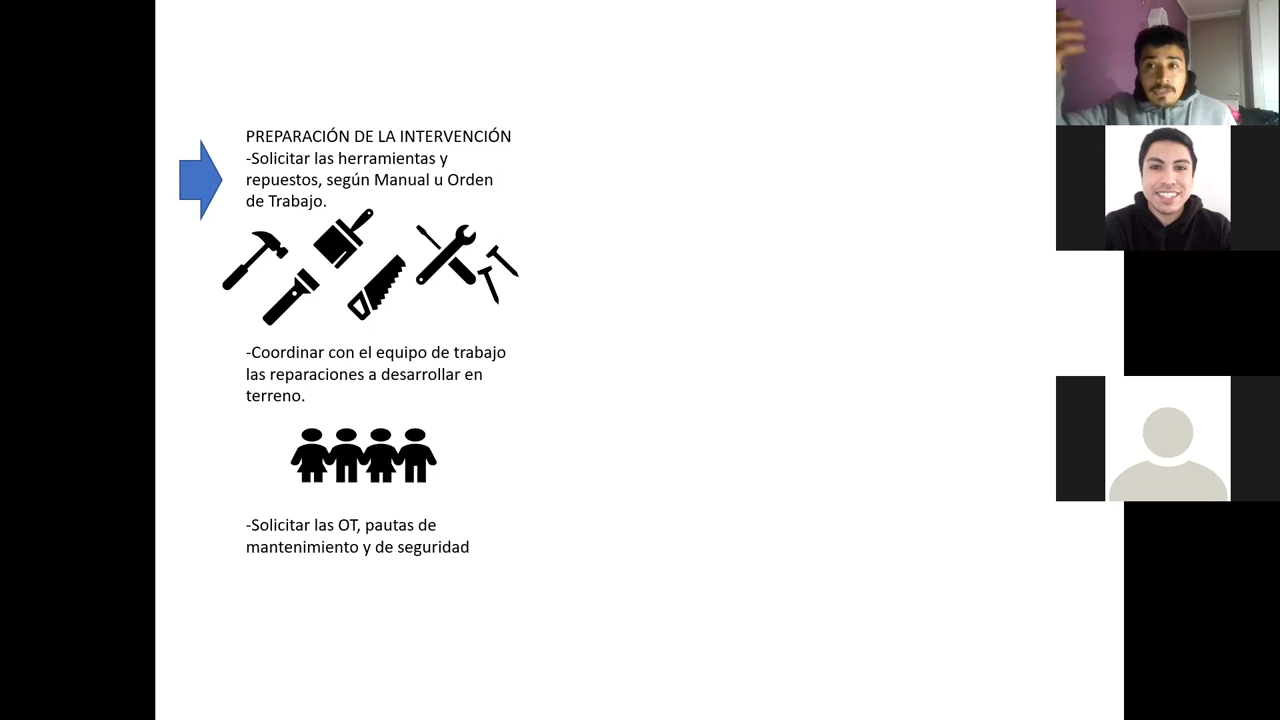 PREPARACIÓN DE LA INTERVENCIÓN
-Solicitar las herramientas y
repuestos, según Manual u Orden
de Trabajo.
-Coordinar con el equipo de trabajo
las reparaciones a desarrollar en
terreno.
-Solicitar las OT, pautas de
mantenimiento y de seguridad